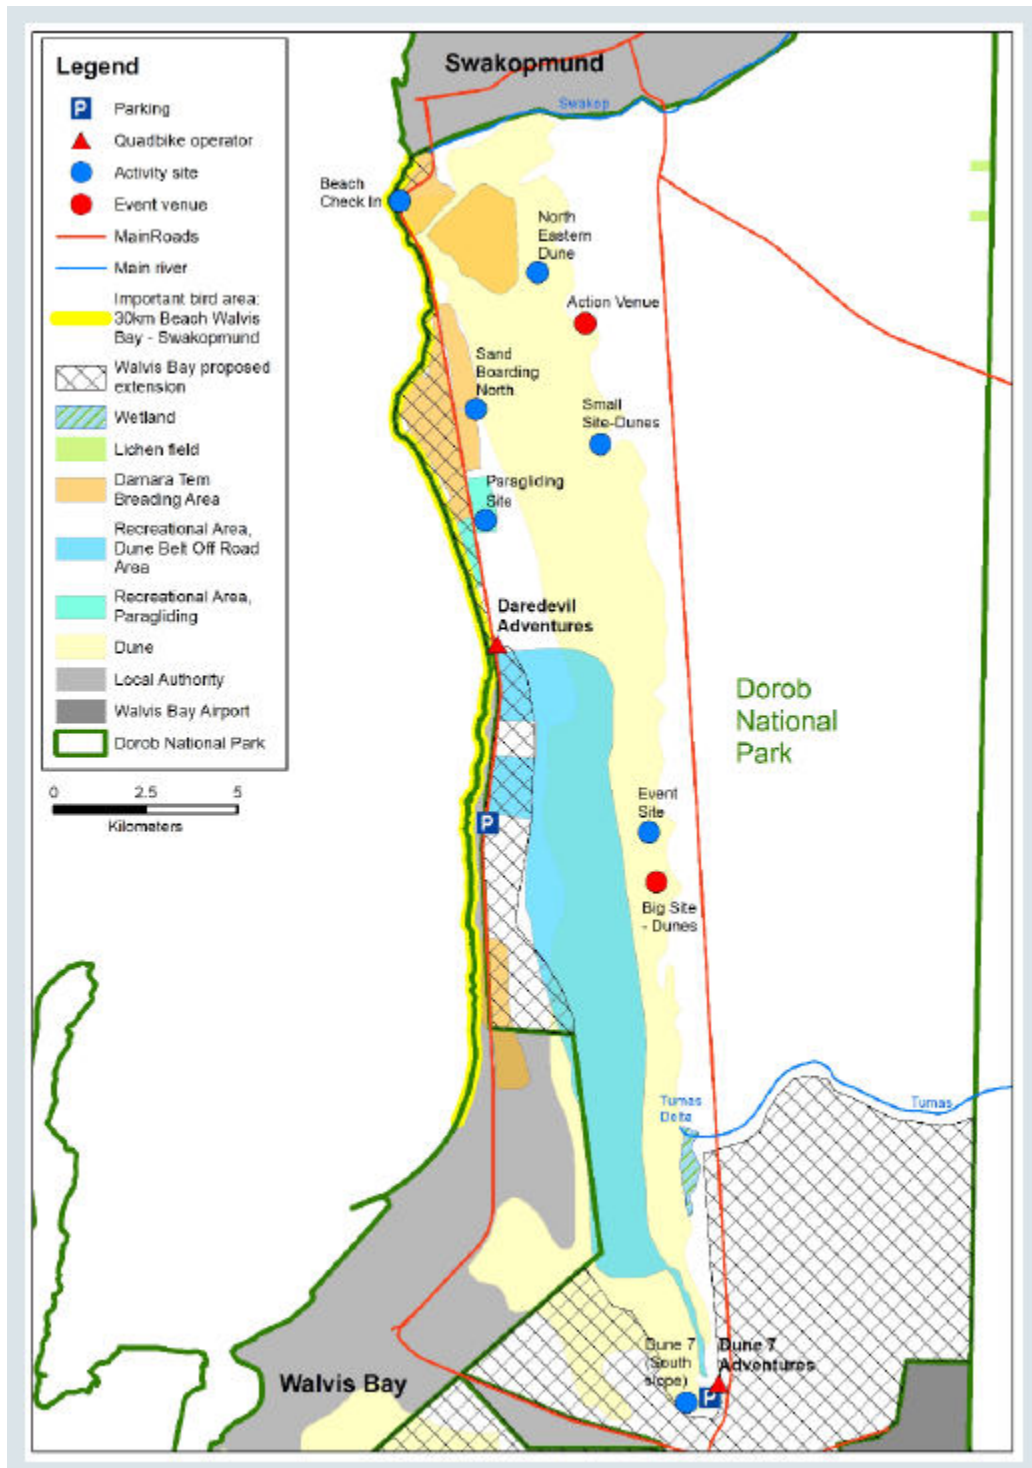 Legend
Parking
Quadbike operator
Activity site
Event venue
MainRoads
Main river
Important bird area:
30km Beach Walvis
Bay - Swakopmund
Walvis Bay proposed
extension
Wetland
Lichen field
Damara Tern
Breading Area
Recreational Area,
Dune Belt Off Road
Area
Recreational Area,
Paragliding
Dune
Local Authority
Walvis Bay Airport
Dorob National Park
0 2.5 5
Kilometers
Swakopmund
Swakop
Beach
Check In
North
Eastern
Dune
Action Venue
Sand
Boarding
North
Small
Site-Dunes
Paragliding
Site
Daredevil
Adventures
Dorob
National
Park
Event
Site
P
Big Site
- Dunes
Tumas
Delta
Tumas
Dune 7
(South
slope)
Dune 7
Adventures
P
Walvis Bay
P